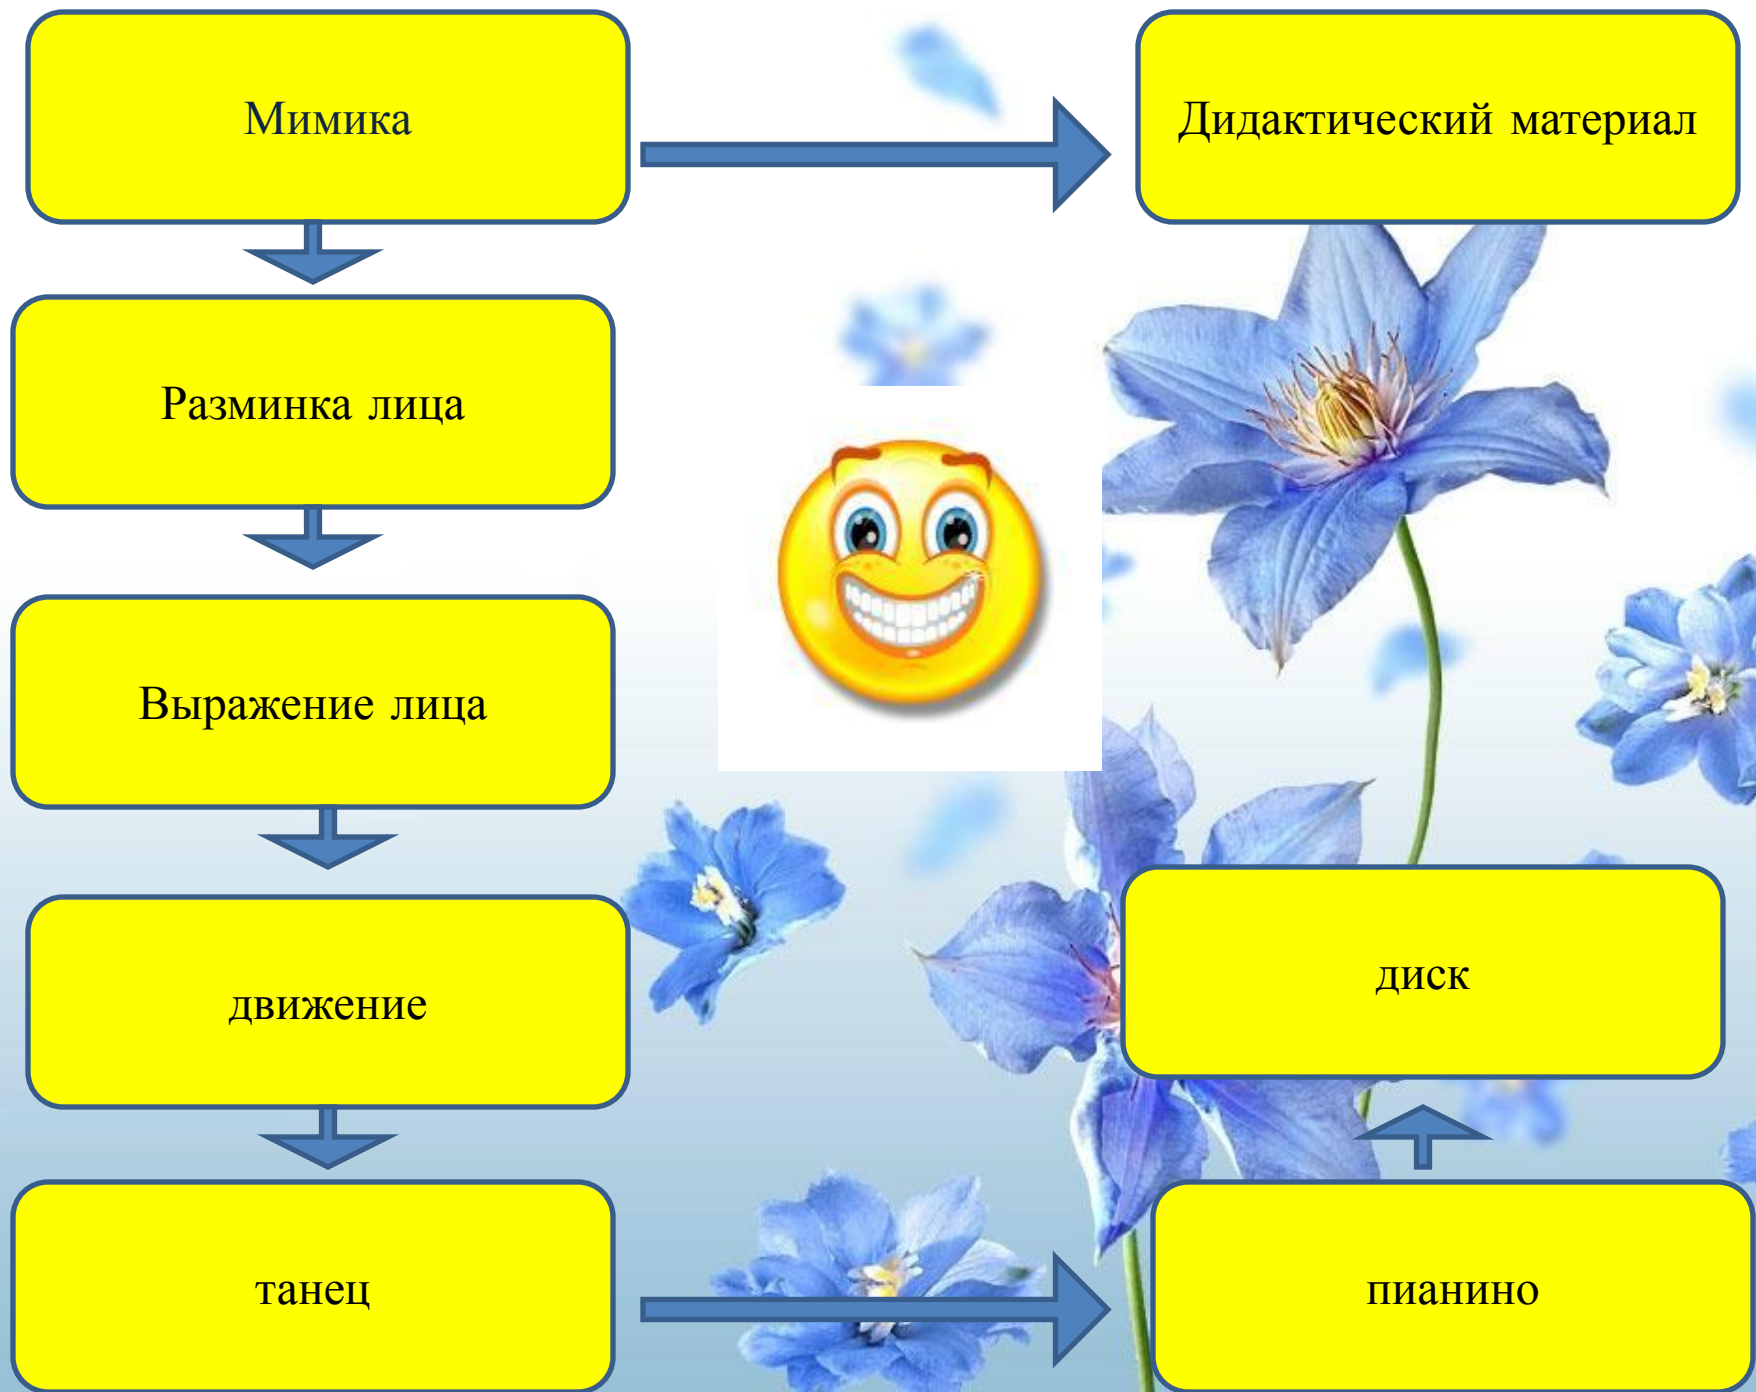 Мимика
Дидактический материал
Разминка лица
Выражение лица
движение
диск
танец
пианино